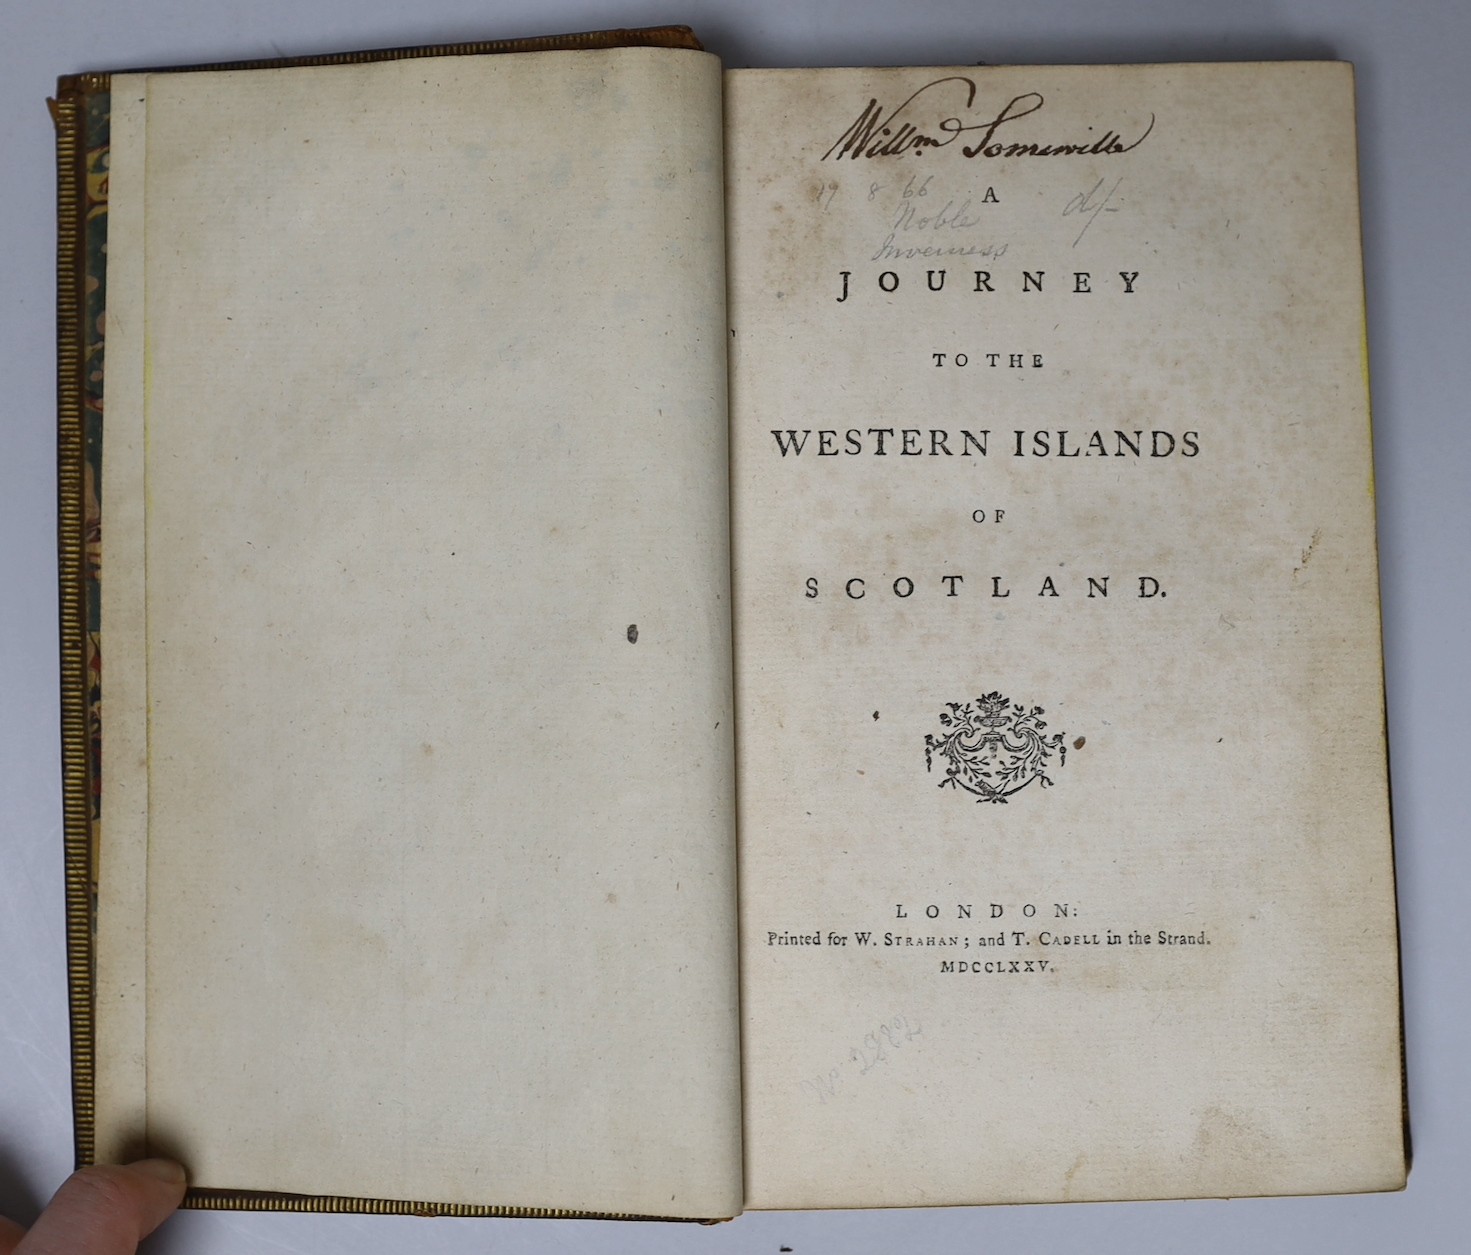 Willm. Somerville
19 8 66
A
Noble
Inverness
JOURNEY
TO THE
WESTERN ISLANDS
OF
SCOTLAND.
LONDON:
Printed for W. STRAHAN; and T. CADELL in the Strand.
MDCCLXXV.